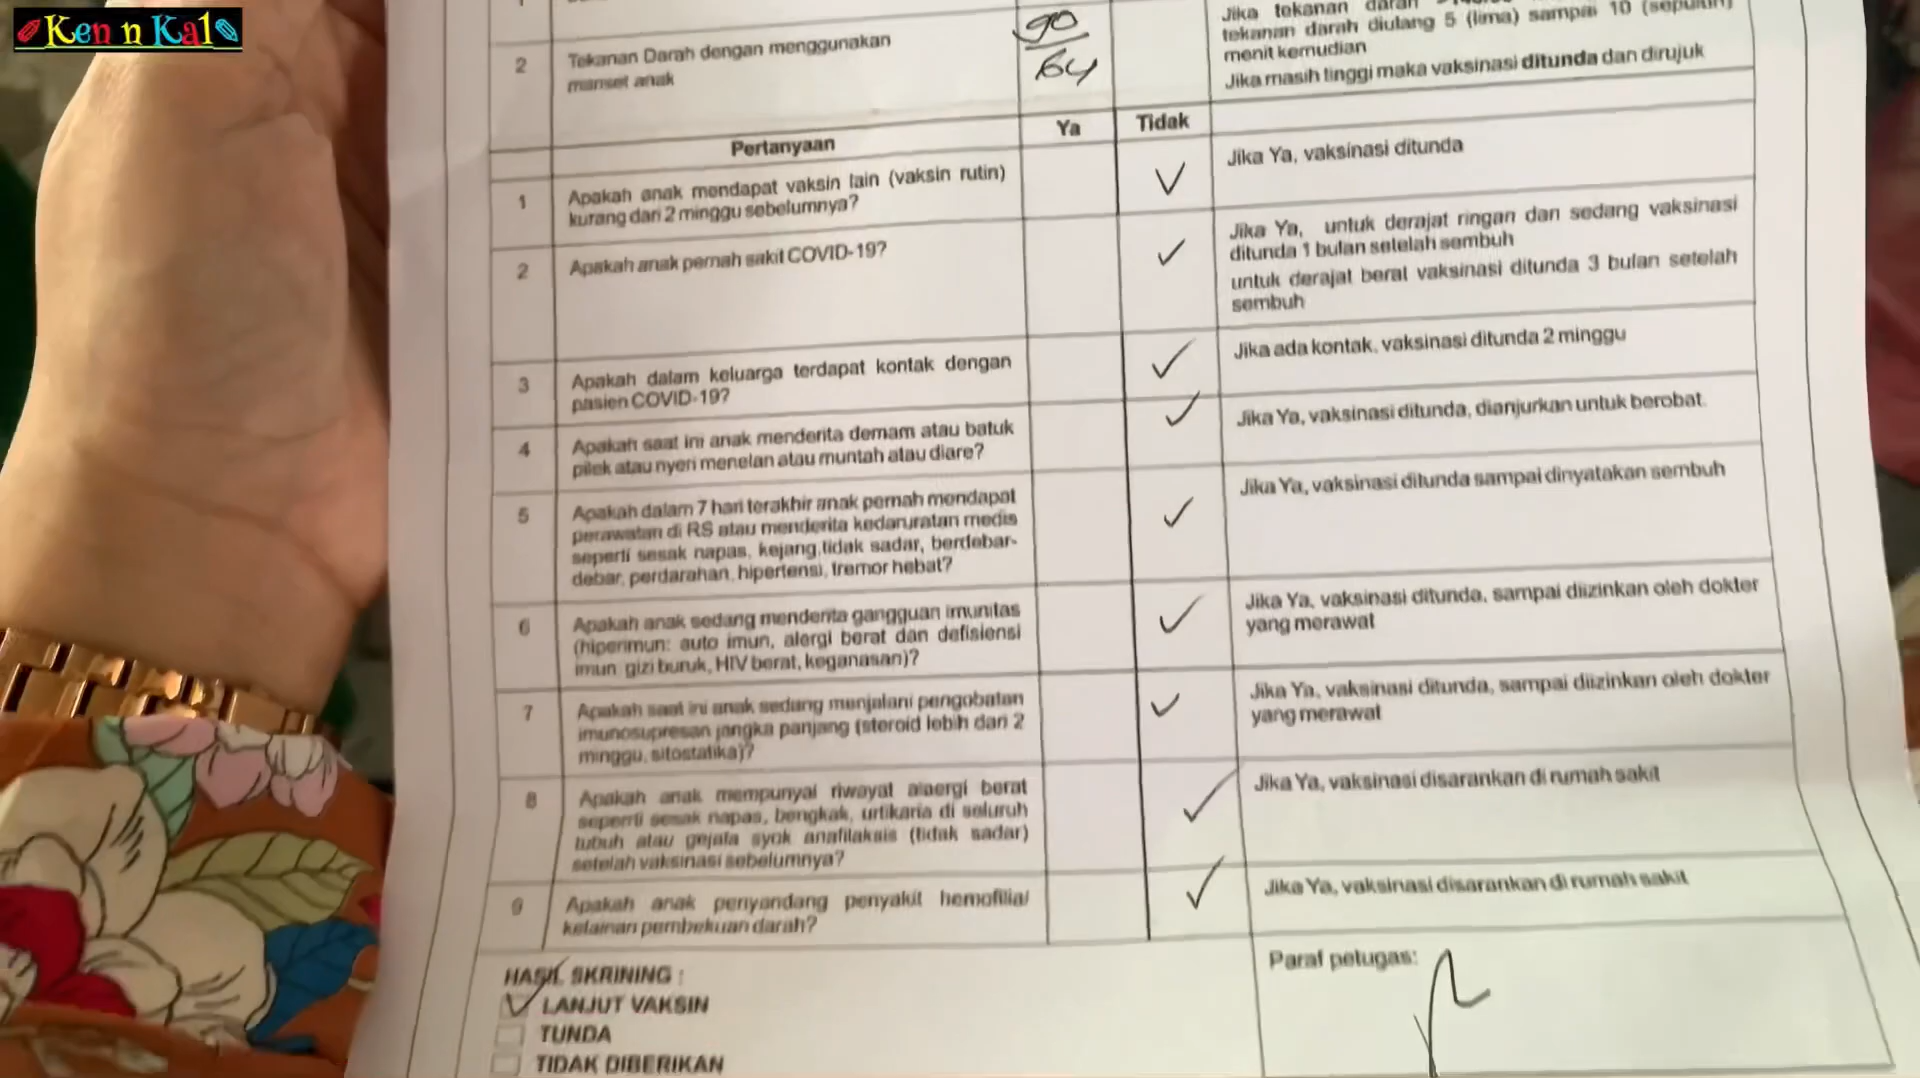 Ken n Kal
90
Jika tekanan darah
2 Tekanan Darah dengan menggunakan
manset anak
64
tekanan darah diulang 5 (lima) sampai 10 (sepuluh)
menit kemudian
Jika masih tinggi maka vaksinasi ditunda dan dirujuk
Pertanyaan Ya Tidak
1 Apakah anak mendapat vaksin lain (vaksin rutin)
kurang dari 2 minggu sebelumnya?
Jika Ya, vaksinasi ditunda
2 Apakah anak pernah sakit COVID-19?
Jika Ya, untuk derajat ringan dan sedang vaksinasi
ditunda 1 bulan setelah sembuh
untuk derajat berat vaksinasi ditunda 3 bulan setelah
sembuh
3 Apakah dalam keluarga terdapat kontak dengan
pasien COVID-19?
Jika ada kontak, vaksinasi ditunda 2 minggu
4 Apakah saat ini anak menderita demam atau batuk
pilek atau nyeri menelan atau muntah atau diare?
Jika Ya, vaksinasi ditunda, dianjurkan untuk berobat.
5 Apakah dalam 7 hari terakhir anak pernah mendapat
perawatan di RS atau menderita kedaruratan medis
seperti sesak napas, kejang,tidak sadar, berdebar-
debar, perdarahan, hipertensi, tremor hebat?
Jika Ya, vaksinasi ditunda sampai dinyatakan sembuh
6 Apakah anak sedang menderita gangguan imunitas
(hiperimun: auto imun, alergi berat dan defisiensi
imun gizi buruk, HIV berat, keganasan)?
Jika Ya, vaksinasi ditunda, sampai diizinkan oleh dokter
yang merawat
7 Apakah saat ini anak sedang menjalani pengobatan
imunosupresan jangka panjang (steroid lebih dari 2
minggu, sitostatika)?
Jika Ya, vaksinasi ditunda, sampai diizinkan oleh dokter
yang merawat
8 Apakah anak mempunyai riwayat alaergi berat
seperti sesak napas, bengkak, urtikaria di seluruh
tubuh atau gejala syok anafilaksis (tidak sadar)
setelah vaksinasi sebelumnya?
Jika Ya, vaksinasi disarankan di rumah sakit
9 Apakah anak penyandang penyakit hemofilia/
kelainan pembekuan darah?
Jika Ya, vaksinasi disarankan di rumah sakit
HASIL SKRINING :
LANJUT VAKSIN
TUNDA
TIDAK DIBERIKAN
Paraf petugas: